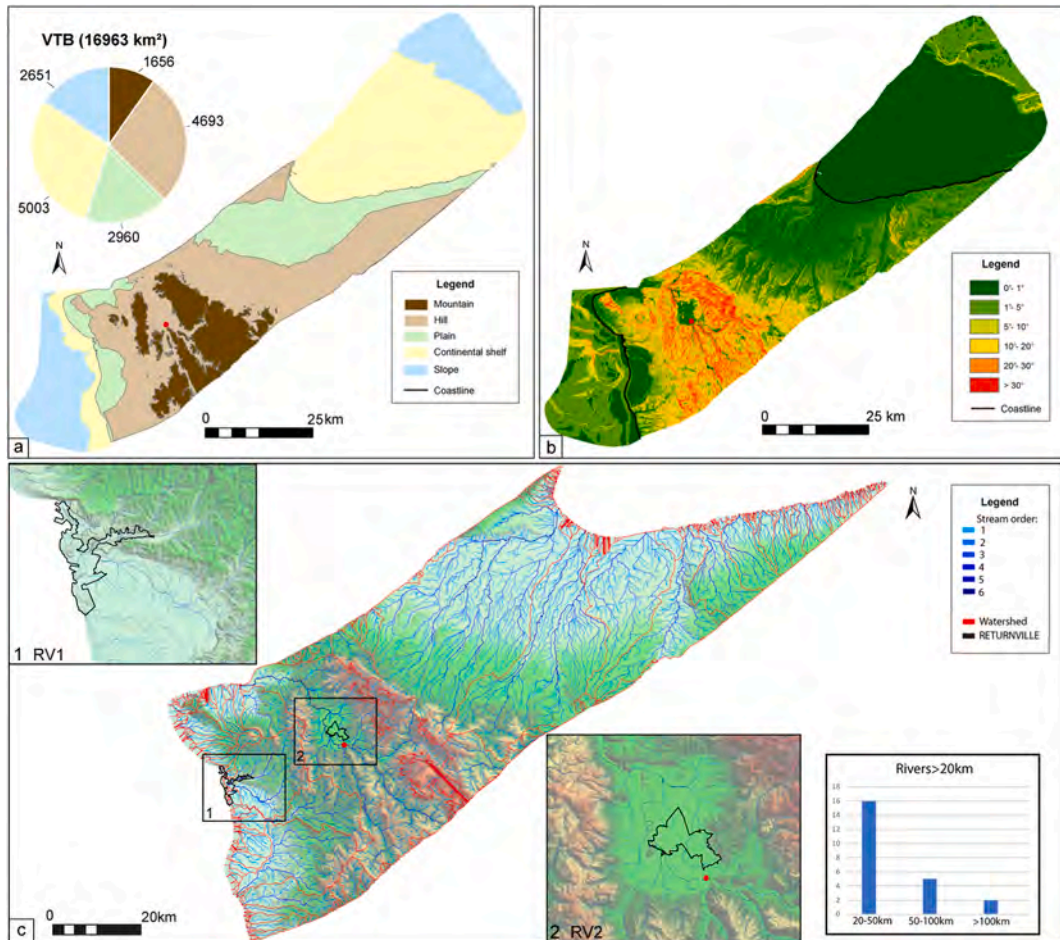 VTB (16963 km²)
1656
2651
4693
5003
2960
N
Legend
Mountain
Hill
Plain
Continental shelf
Slope
Coastline
0 25km
a
N
Legend
0°- 1°
1°- 5°
5°- 10°
10°- 20°
20°- 30°
> 30°
Coastline
0 25 km
b
1 RV1
N
Legend
Stream order:
1
2
3
4
5
6
Watershed
RETURNVILLE
2
1
2 RV2
Rivers>20km
18
16
14
12
10
8
6
4
2
0
20-50km 50-100km >100km
c
0 20km